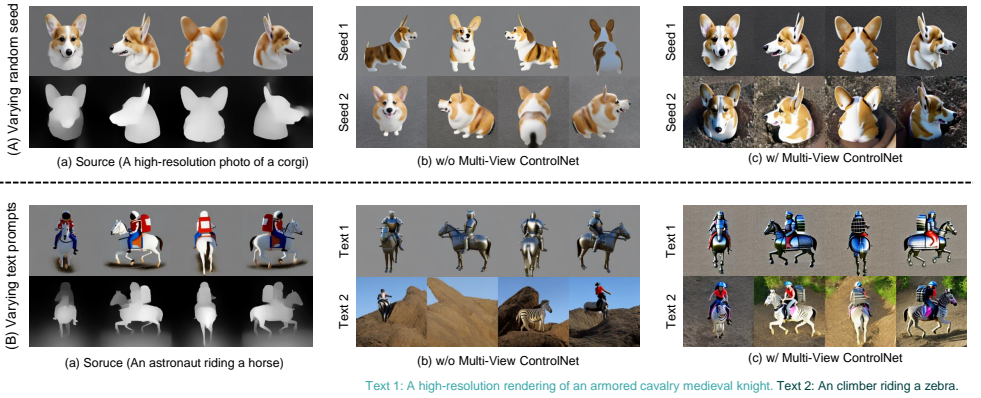 (A) Varying random seed
Seed 1
Seed 2
Seed 1
Seed 2
(a) Source (A high-resolution photo of a corgi)
(b) w/o Multi-View ControlNet
(c) w/ Multi-View ControlNet
(B) Varying text prompts
Text 1
Text 2
Text 1
Text 2
(a) Soruce (An astronaut riding a horse)
(b) w/o Multi-View ControlNet
(c) w/ Multi-View ControlNet
Text 1: A high-resolution rendering of an armored cavalry medieval knight. Text 2: An climber riding a zebra.